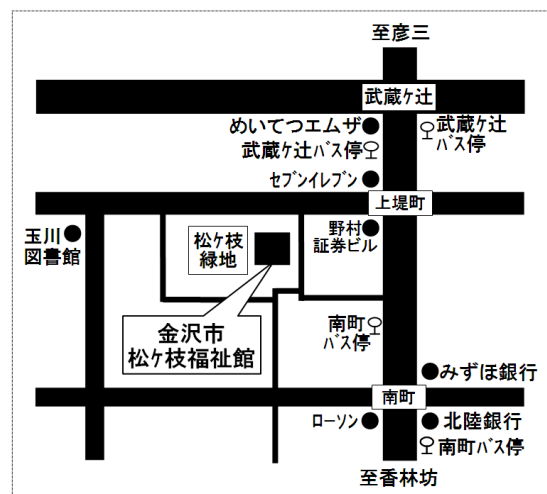 至彦三
武蔵ケ辻
めいてつエムザ
武蔵ケ辻バス停
武蔵ケ辻
バス停
セブンイレブン
上堤町
玉川
図書館
松ケ枝
緑地
野村
証券ビル
金沢市
松ケ枝福祉館
南町
バス停
みずほ銀行
南町
ローソン
北陸銀行
南町バス停
至香林坊